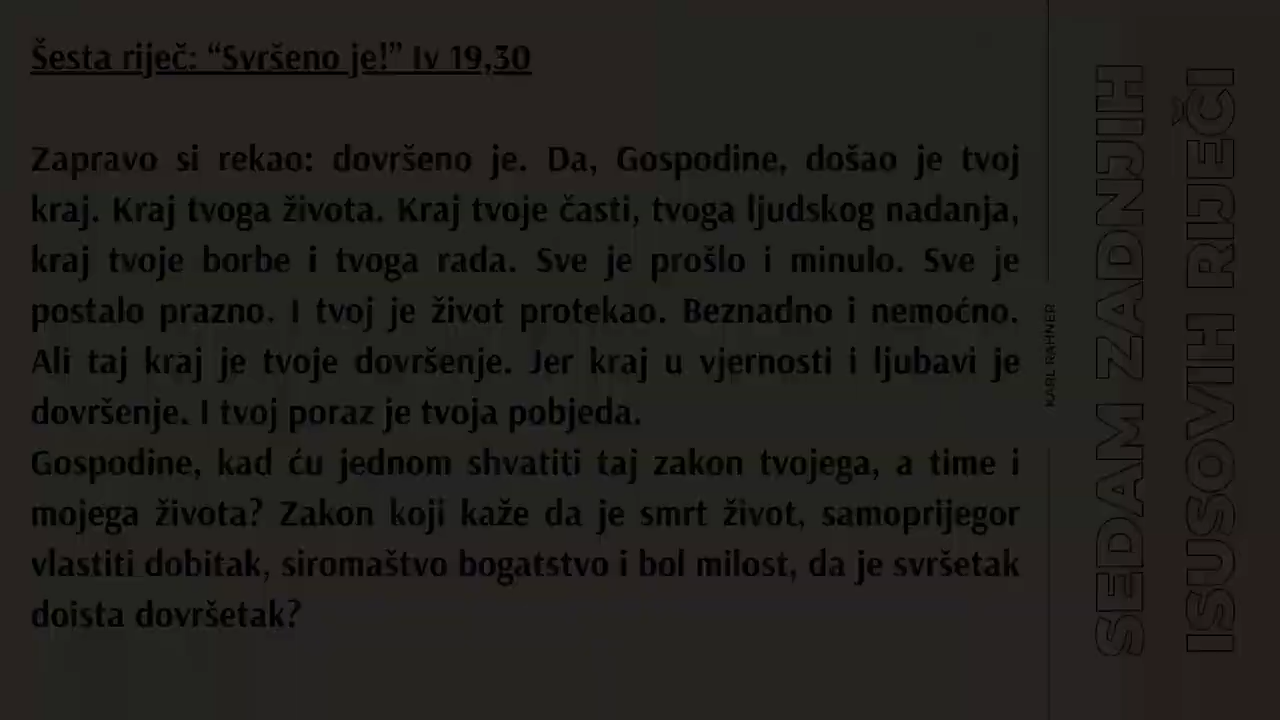 Šesta riječ: “Svršeno je!” Iv 19,30
Zapravo si rekao: dovršeno je. Da, Gospodine, došao je tvoj
kraj. Kraj tvoga života. Kraj tvoje časti, tvoga ljudskog nadanja,
kraj tvoje borbe i tvoga rada. Sve je prošlo i minulo. Sve je
postalo prazno. I tvoj je život protekao. Beznadno i nemoćno.
Ali taj kraj je tvoje dovršenje. Jer kraj u vjernosti i ljubavi je
dovršenje. I tvoj poraz je tvoja pobjeda.
Gospodine, kad ću jednom shvatiti taj zakon tvojega, a time i
mojega života? Zakon koji kaže da je smrt život, samoprijegor
vlastiti dobitak, siromaštvo bogatstvo i bol milost, da je svršetak
doista dovršetak?
KARL RAHNER
SEDAM ZADNJIH
ISUSOVIH RIJEČI